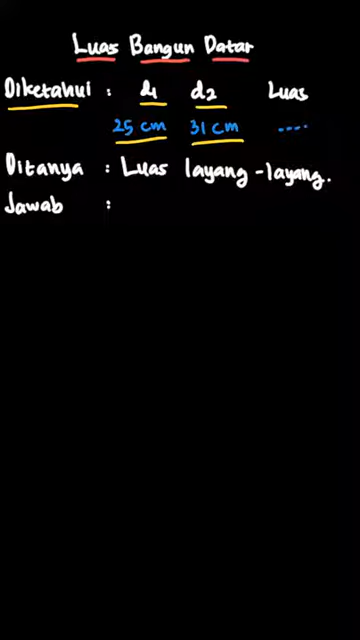 Luas Bangun Datar
Diketahui : d1 d2 Luas
25 cm 31 cm ....
Ditanya : Luas layang-layang.
Jawab :